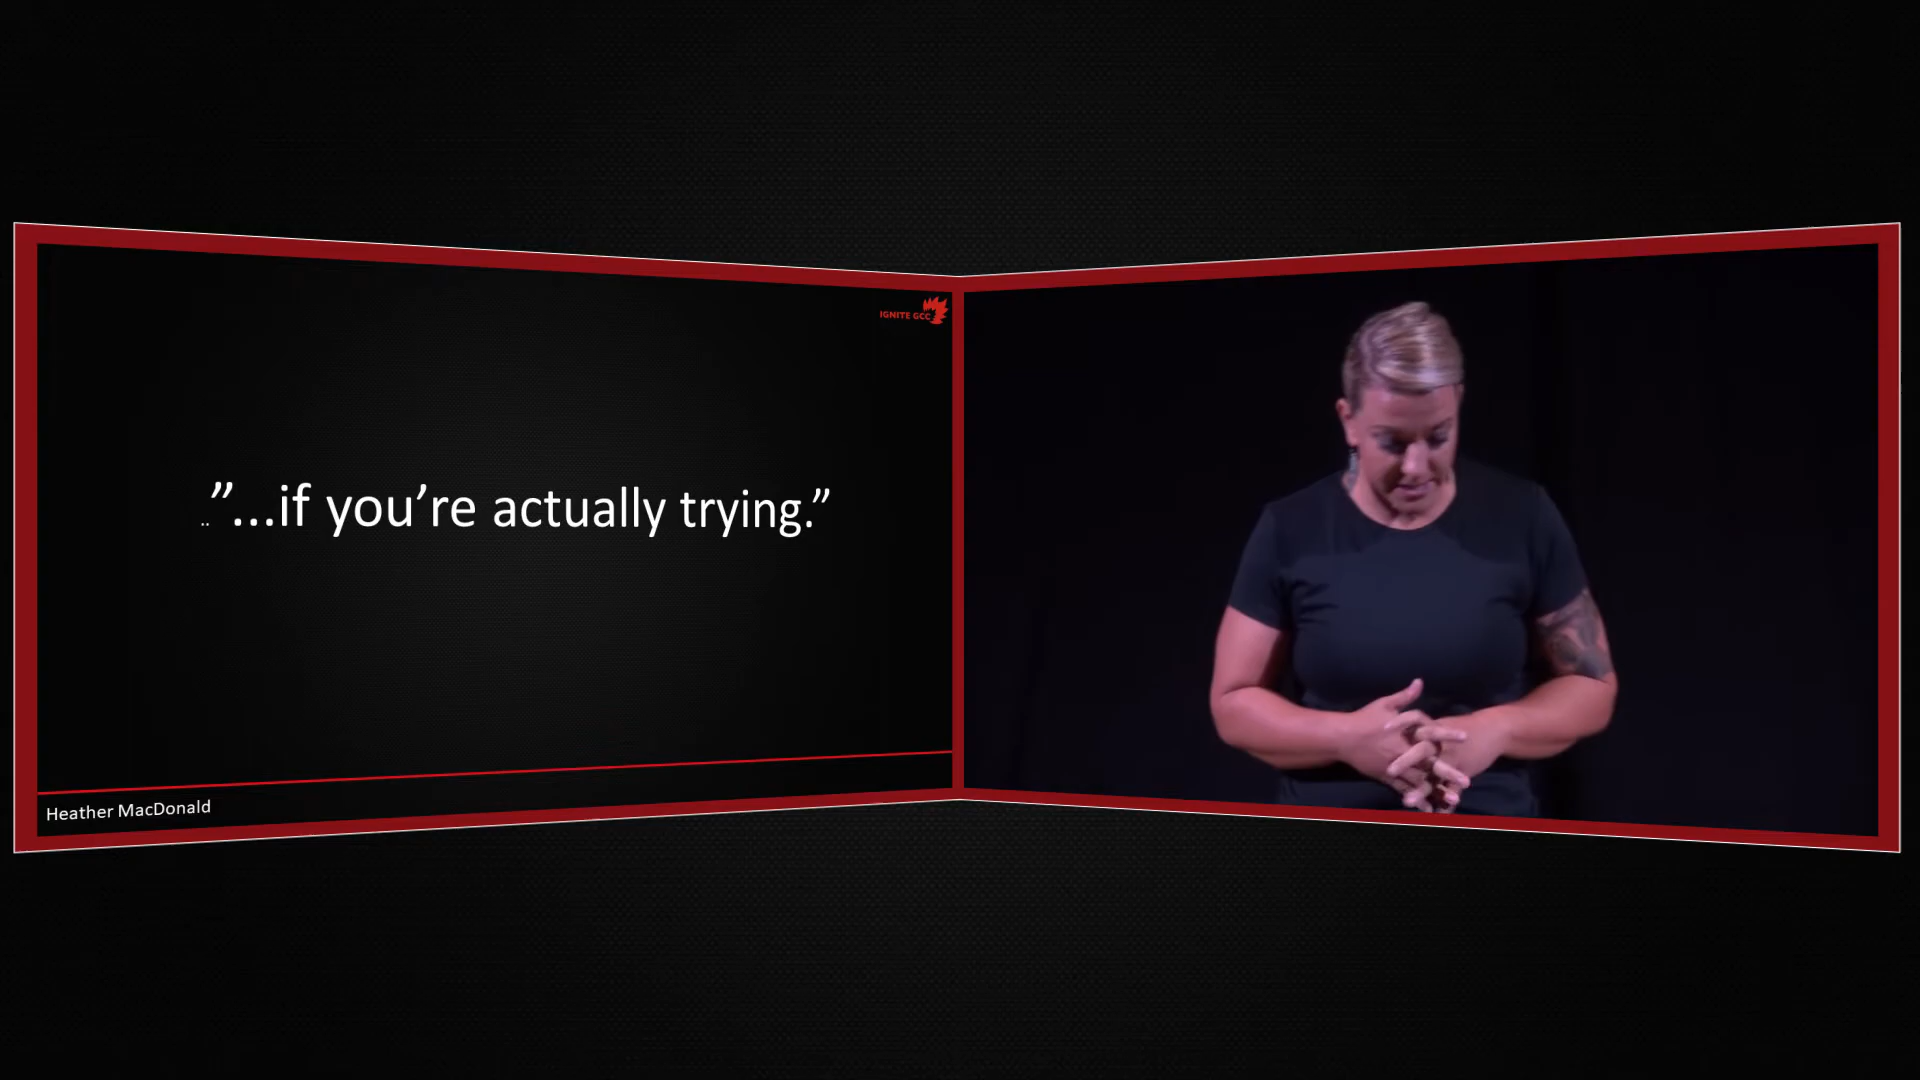 IGNITE GCC
..”...if you’re actually trying.”
Heather MacDonald